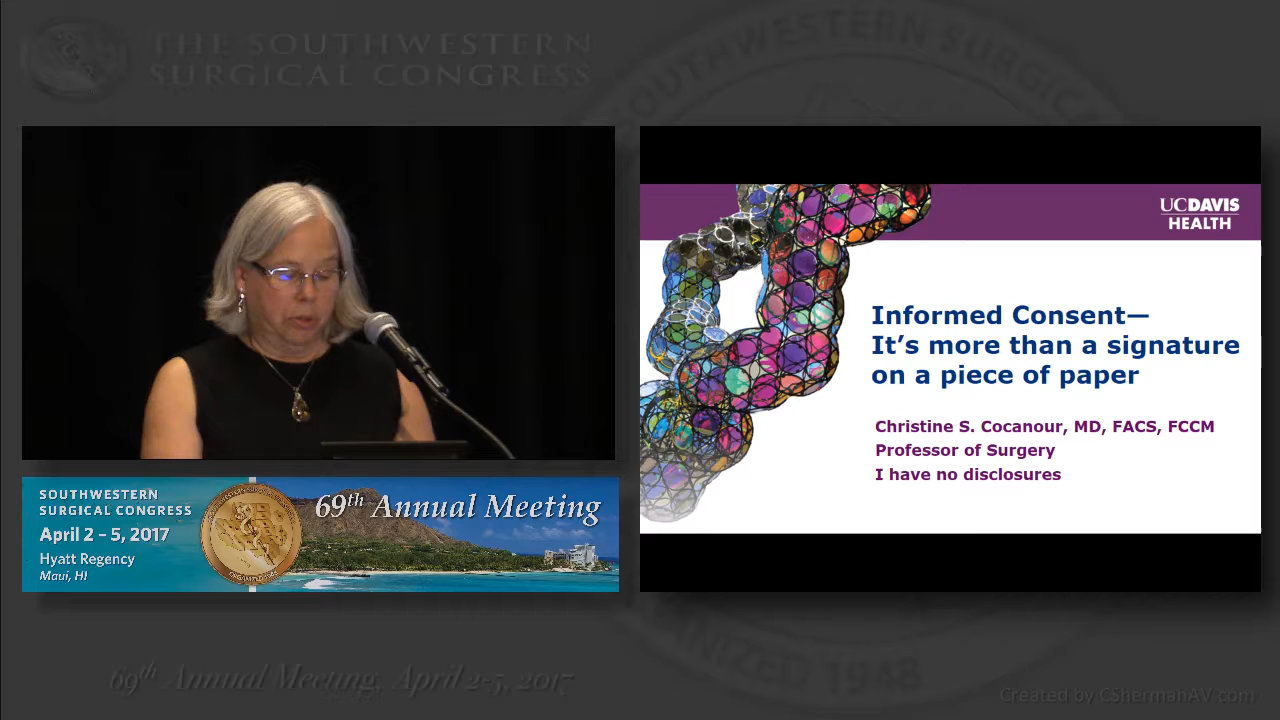 THE SOUTHWESTERN
SURGICAL CONGRESS
UCDAVIS
HEALTH
Informed Consent—
It's more than a signature
on a piece of paper
Christine S. Cocanour, MD, FACS, FCCM
Professor of Surgery
I have no disclosures
SOUTHWESTERN
SURGICAL CONGRESS
April 2 – 5, 2017
Hyatt Regency
Maui, HI
69th Annual Meeting
69th Annual Meeting, April 2-5, 2017
Created by CShermanAV.com